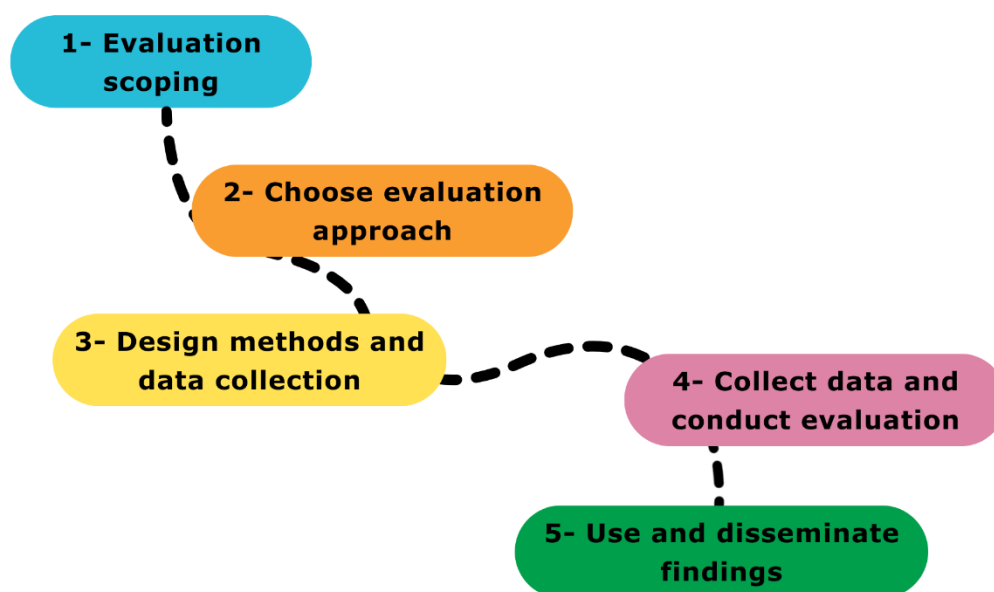 1- Evaluation
scoping
2- Choose evaluation
approach
3- Design methods and
data collection
4- Collect data and
conduct evaluation
5- Use and disseminate
findings